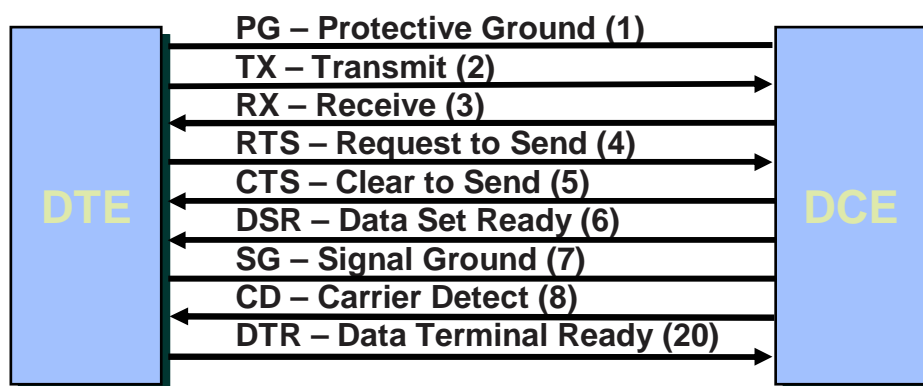 PG – Protective Ground (1)
TX – Transmit (2)
RX – Receive (3)
RTS – Request to Send (4)
CTS – Clear to Send (5)
DTE
DCE
DSR – Data Set Ready (6)
SG – Signal Ground (7)
CD – Carrier Detect (8)
DTR – Data Terminal Ready (20)